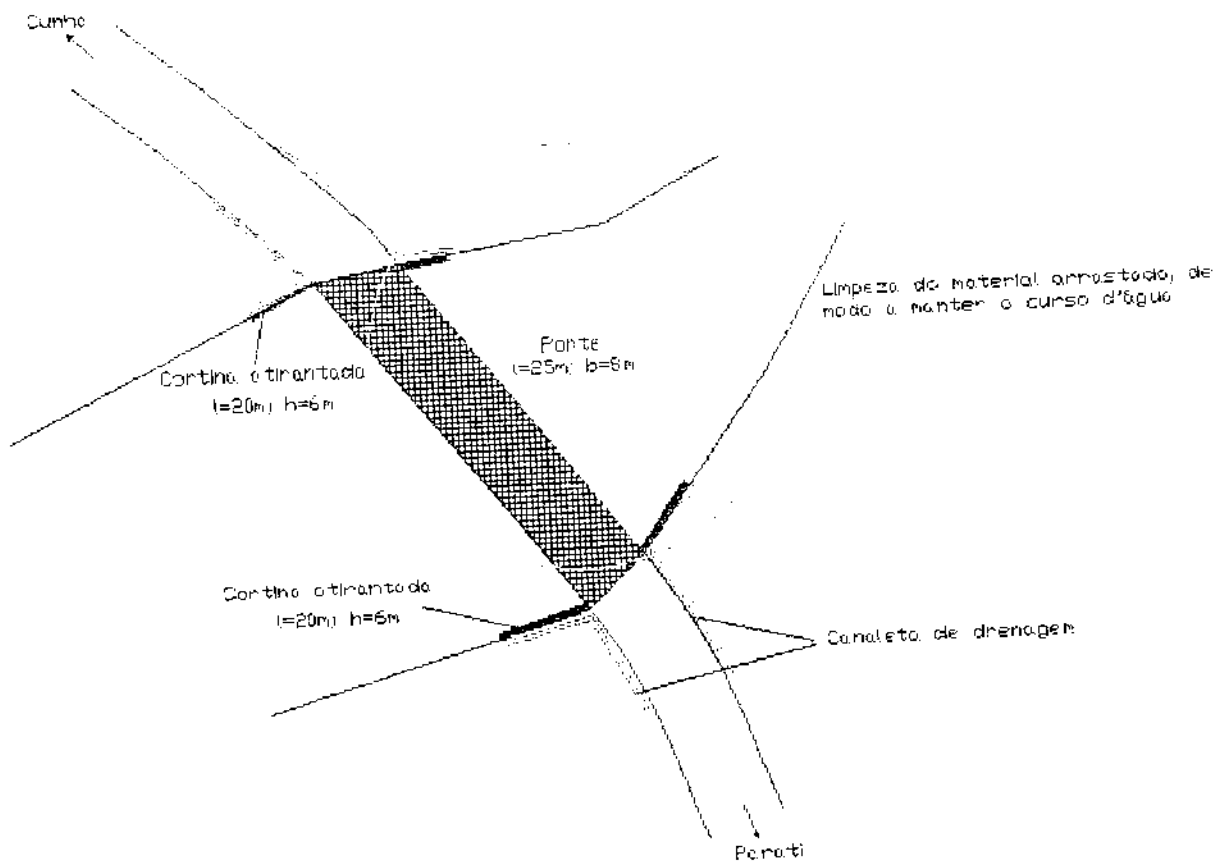 Cunha
Limpeza do material arrastado, de
modo a manter o curso d'água
Ponte
l=25m; b=8m
Cortina atirantada
l=20m; h=6m
Cortina atirantada
l=20m; h=6m
Canaleta de drenagem
Parati